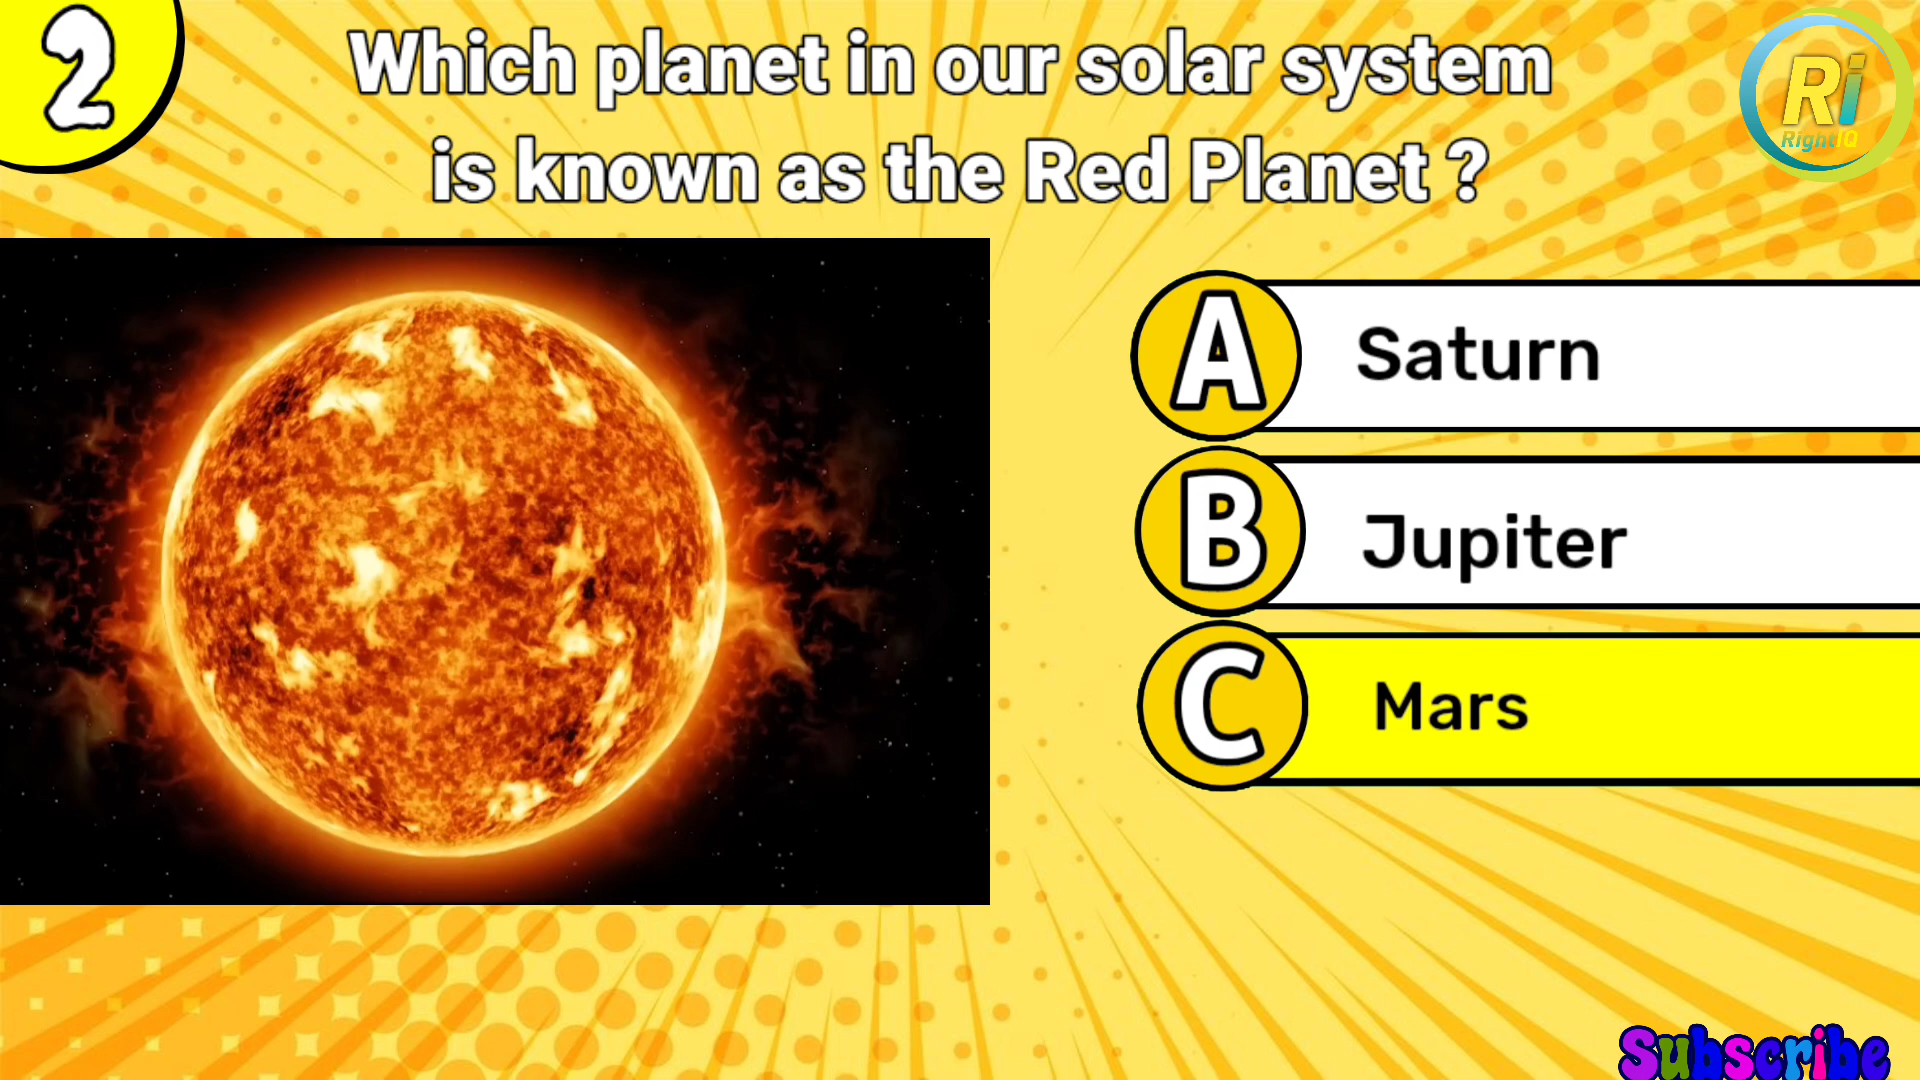 2
Which planet in our solar system
is known as the Red Planet ?
Ri
RightIQ
A Saturn
B Jupiter
C Mars
Subscribe